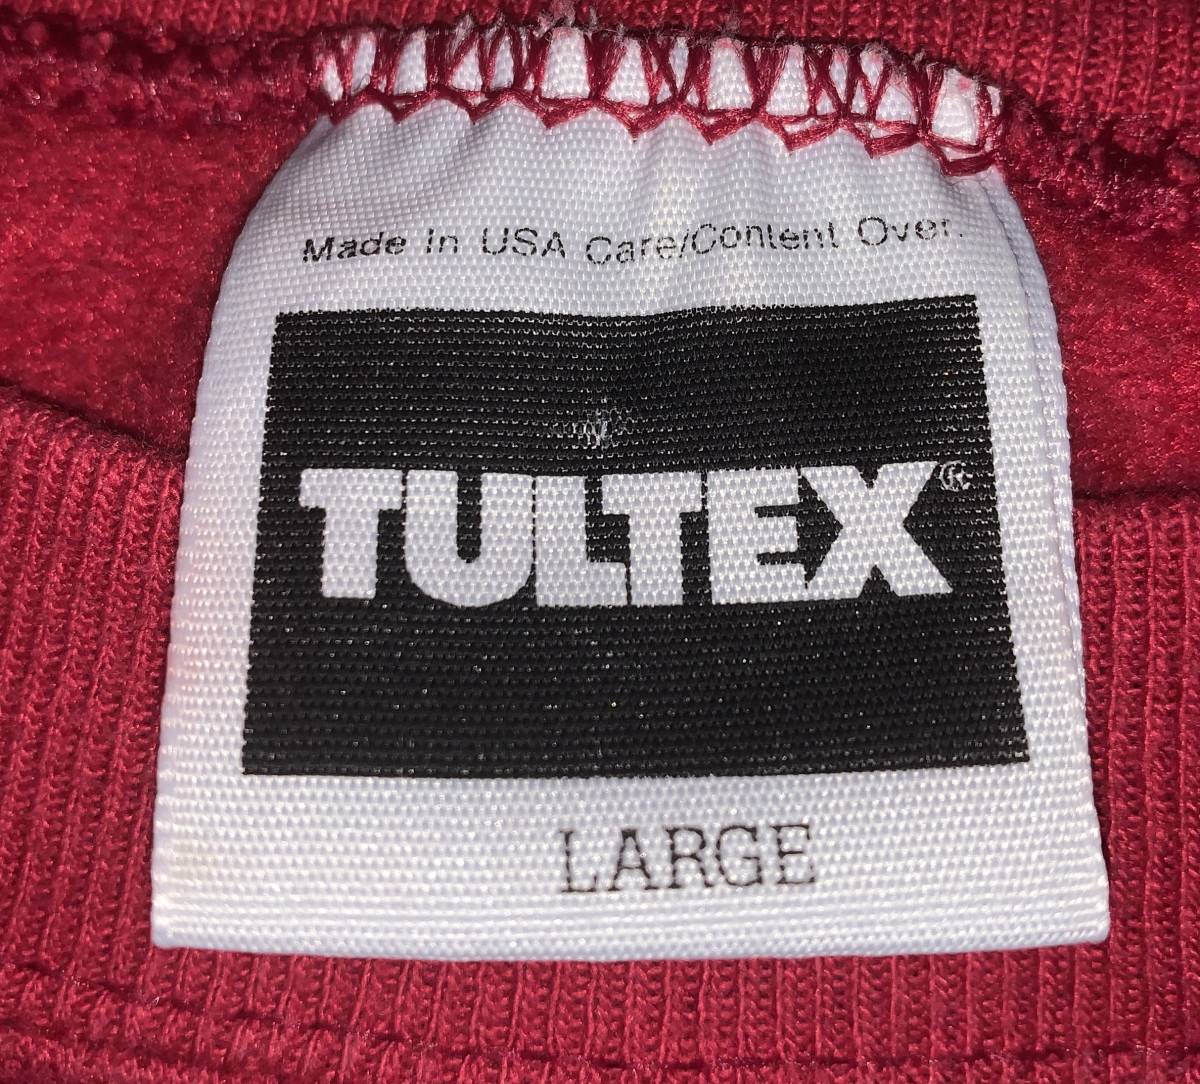 Made In USA Care/Content Over.
TULTEX®
LARGE